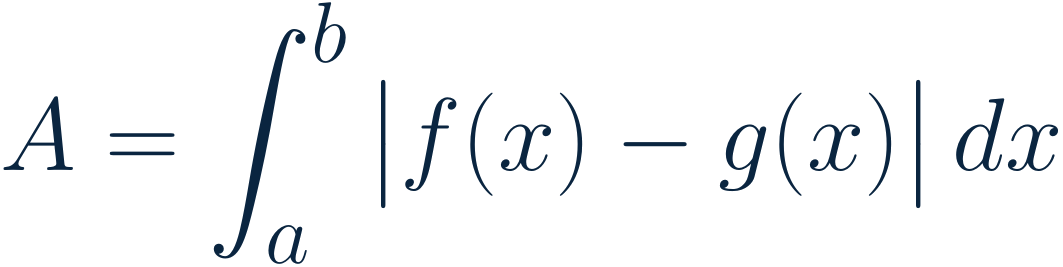 A = ∫_a^b |f(x) − g(x)| dx